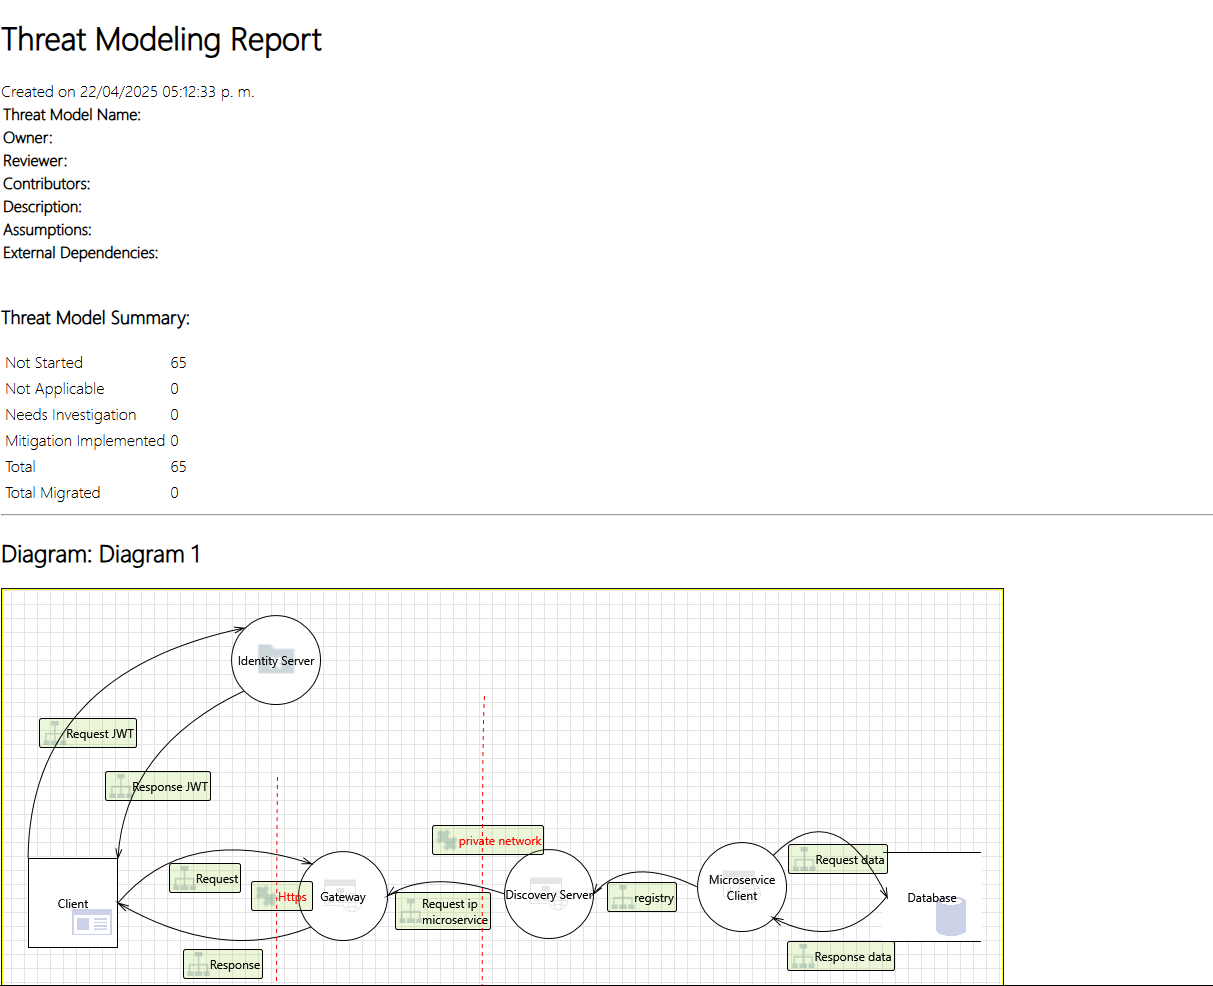 Threat Modeling Report
Created on 22/04/2025 05:12:33 p. m.
Threat Model Name:
Owner:
Reviewer:
Contributors:
Description:
Assumptions:
External Dependencies:
Threat Model Summary:
Not Started 65
Not Applicable 0
Needs Investigation 0
Mitigation Implemented 0
Total 65
Total Migrated 0
Diagram: Diagram 1
Identity Server
Request JWT
Response JWT
private network
Request data
Request
Microservice
Client
Https
Gateway
Discovery Server
registry
Database
Client
Request ip
microservice
Response data
Response